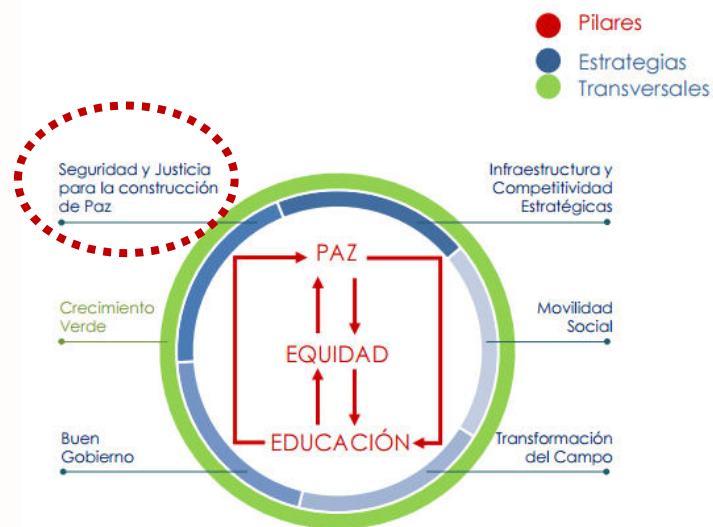 Pilares
Estrategias
Transversales
Seguridad y Justicia
para la construcción
de Paz
Infraestructura y
Competitividad
Estratégicas
PAZ
Crecimiento
Verde
Movilidad
Social
EQUIDAD
Buen
Gobierno
EDUCACIÓN
Transformación
del Campo